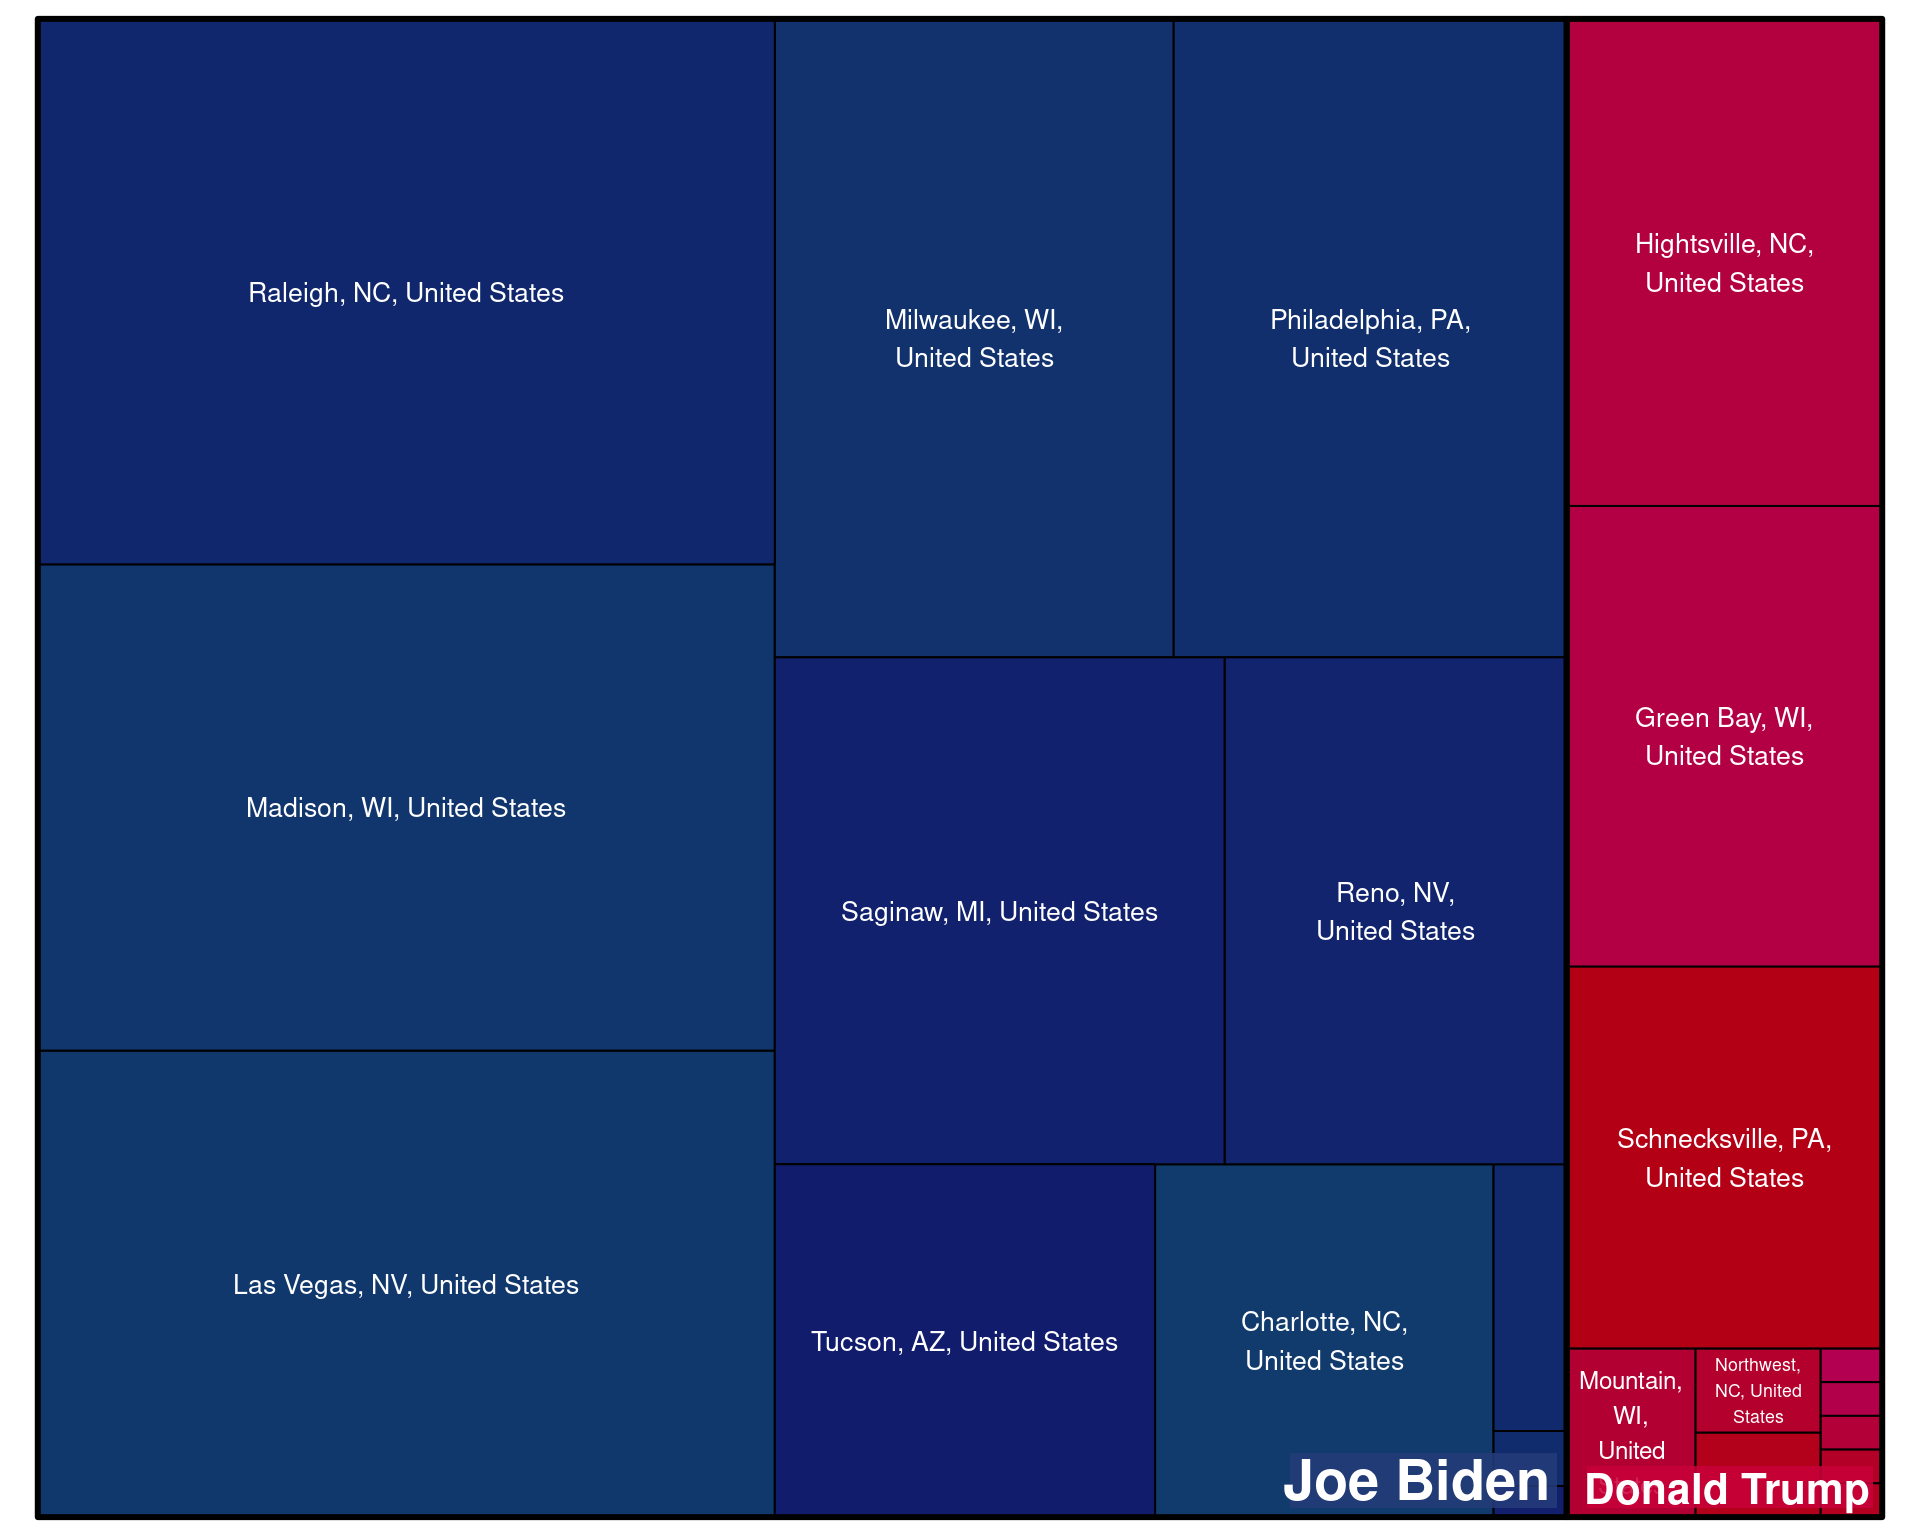 Raleigh, NC, United States
Madison, WI, United States
Las Vegas, NV, United States
Milwaukee, WI,
United States
Philadelphia, PA,
United States
Saginaw, MI, United States
Reno, NV,
United States
Tucson, AZ, United States
Charlotte, NC,
United States
Joe Biden
Hightsville, NC,
United States
Green Bay, WI,
United States
Schnecksville, PA,
United States
Mountain,
WI,
United
Northwest,
NC, United
States
Donald Trump